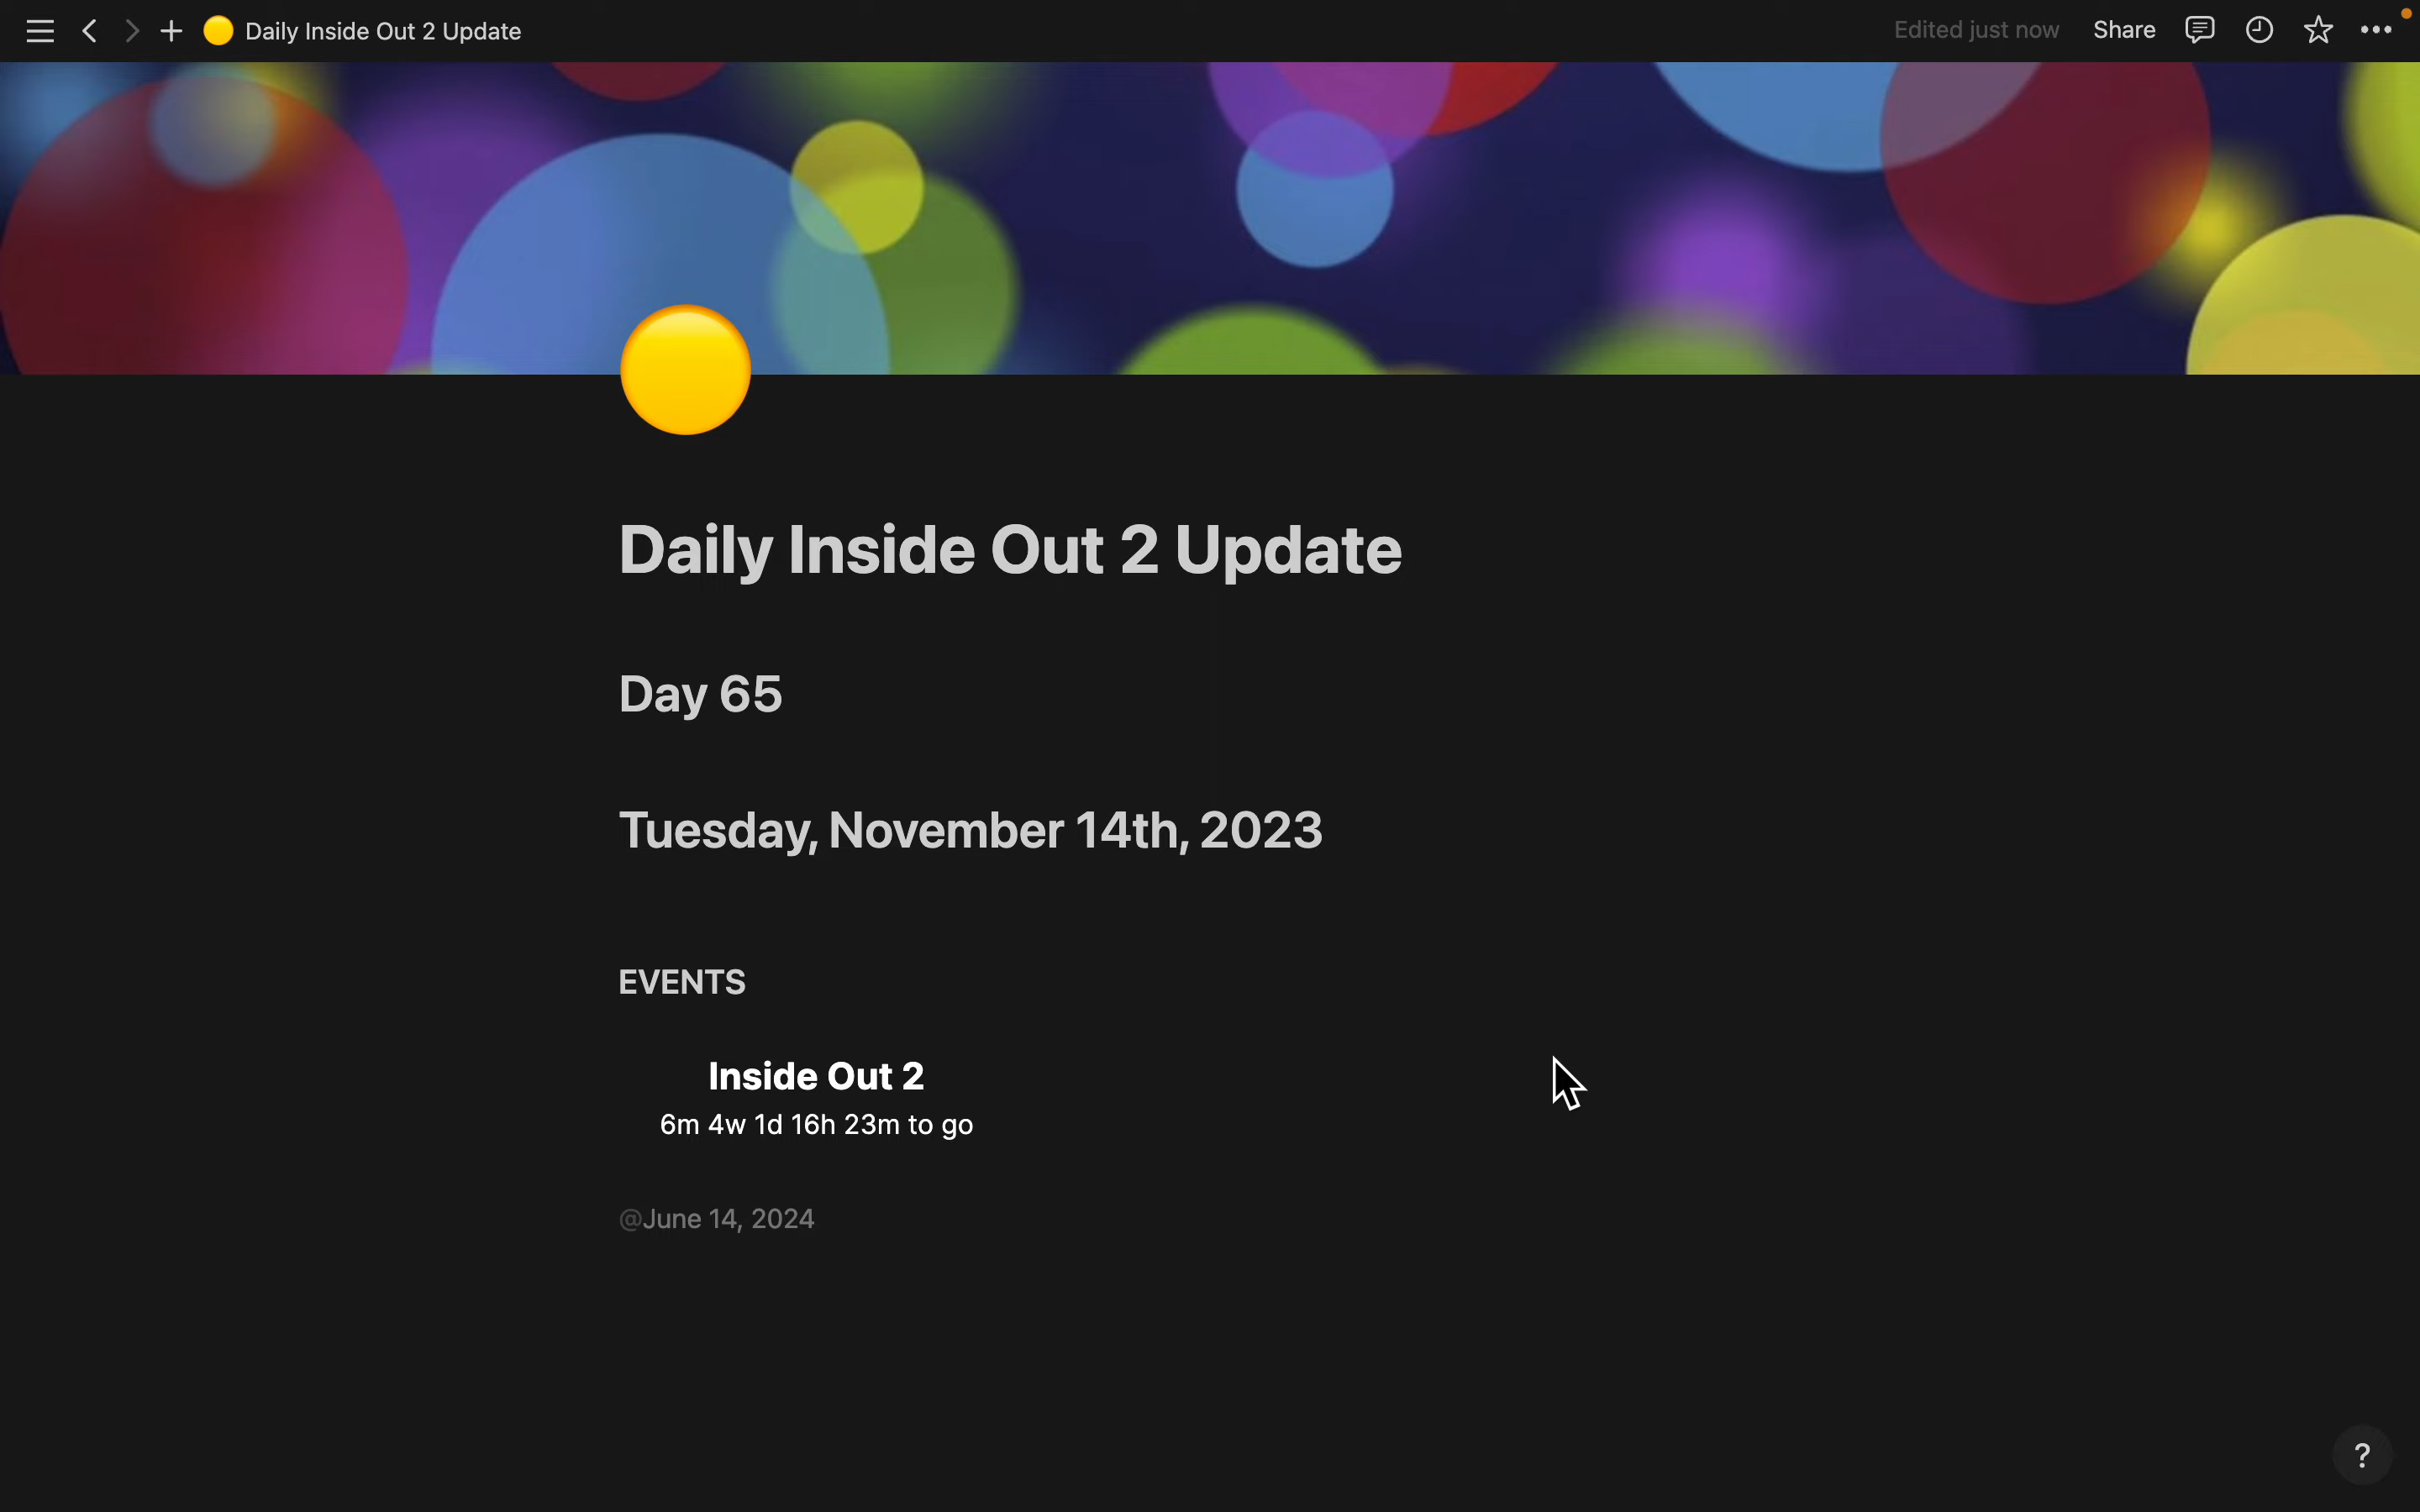 Daily Inside Out 2 Update
Edited just now
Share
Daily Inside Out 2 Update
Day 65
Tuesday, November 14th, 2023
EVENTS
Inside Out 2
6m 4w 1d 16h 23m to go
@June 14, 2024
?